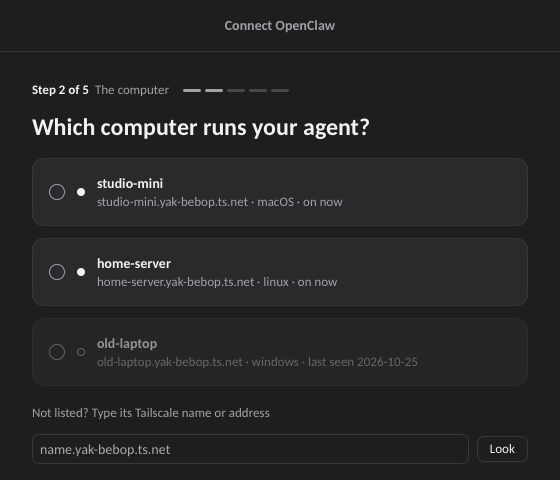 Connect OpenClaw
Step 2 of 5 The computer
Which computer runs your agent?
studio-mini
studio-mini.yak-bebop.ts.net · macOS · on now
home-server
home-server.yak-bebop.ts.net · linux · on now
old-laptop
old-laptop.yak-bebop.ts.net · windows · last seen 2026-10-25
Not listed? Type its Tailscale name or address
name.yak-bebop.ts.net
Look